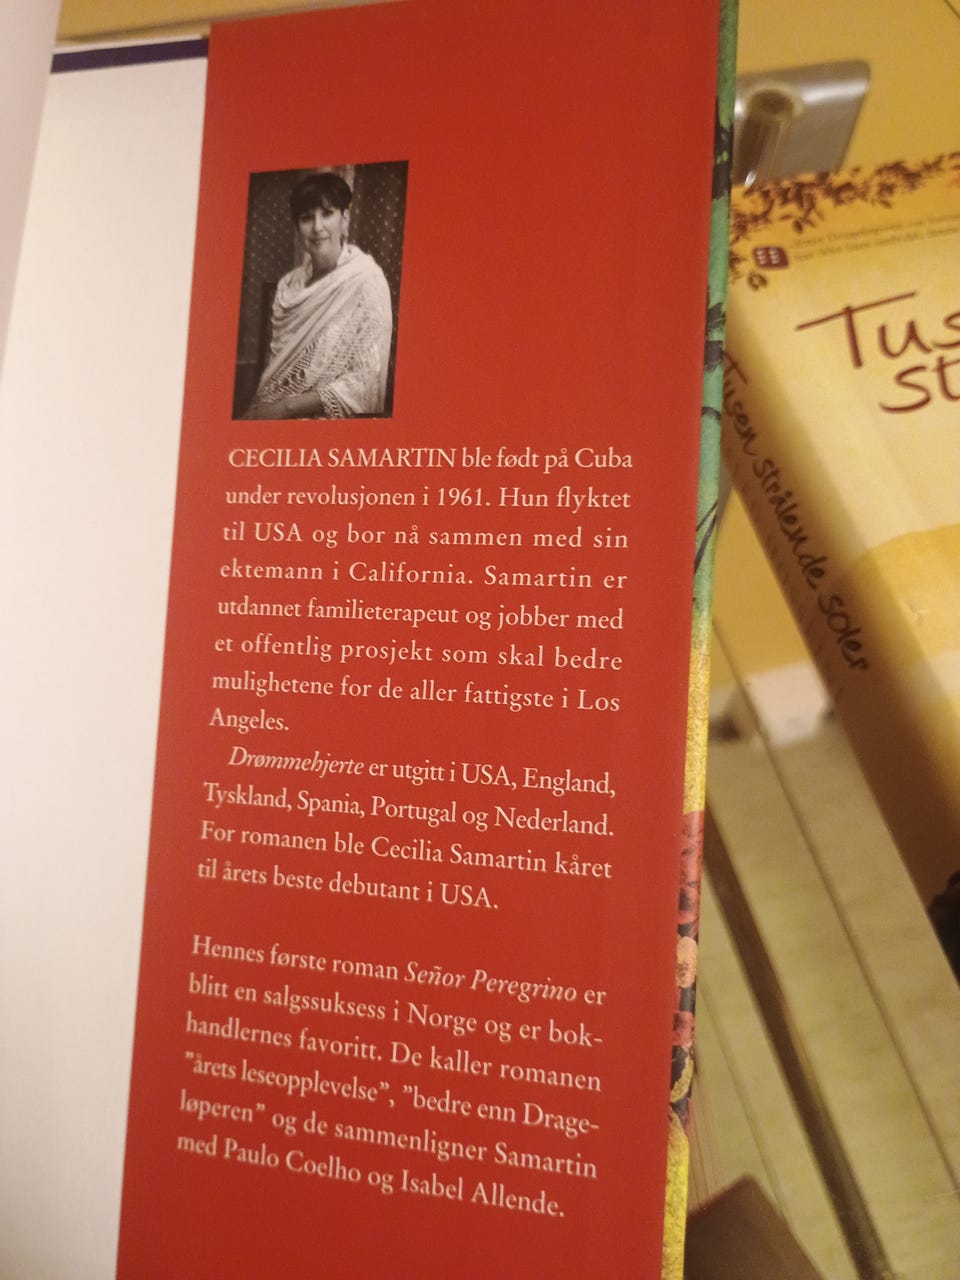 CECILIA SAMARTIN ble født på Cuba
under revolusjonen i 1961. Hun flyktet
til USA og bor nå sammen med sin
ektemann i California. Samartin er
utdannet familieterapeut og jobber med
et offentlig prosjekt som skal bedre
mulighetene for de aller fattigste i Los
Angeles.
Drømmehjerte er utgitt i USA, England,
Tyskland, Spania, Portugal og Nederland.
For romanen ble Cecilia Samartin kåret
til årets beste debutant i USA.
Hennes første roman Señor Peregrino er
blitt en salgssuksess i Norge og er bok-
handlernes favoritt. De kaller romanen
”årets leseopplevelse”, ”bedre enn Drage-
løperen” og de sammenligner Samartin
med Paulo Coelho og Isabel Allende.
Tusen strålende soler
Tus
st